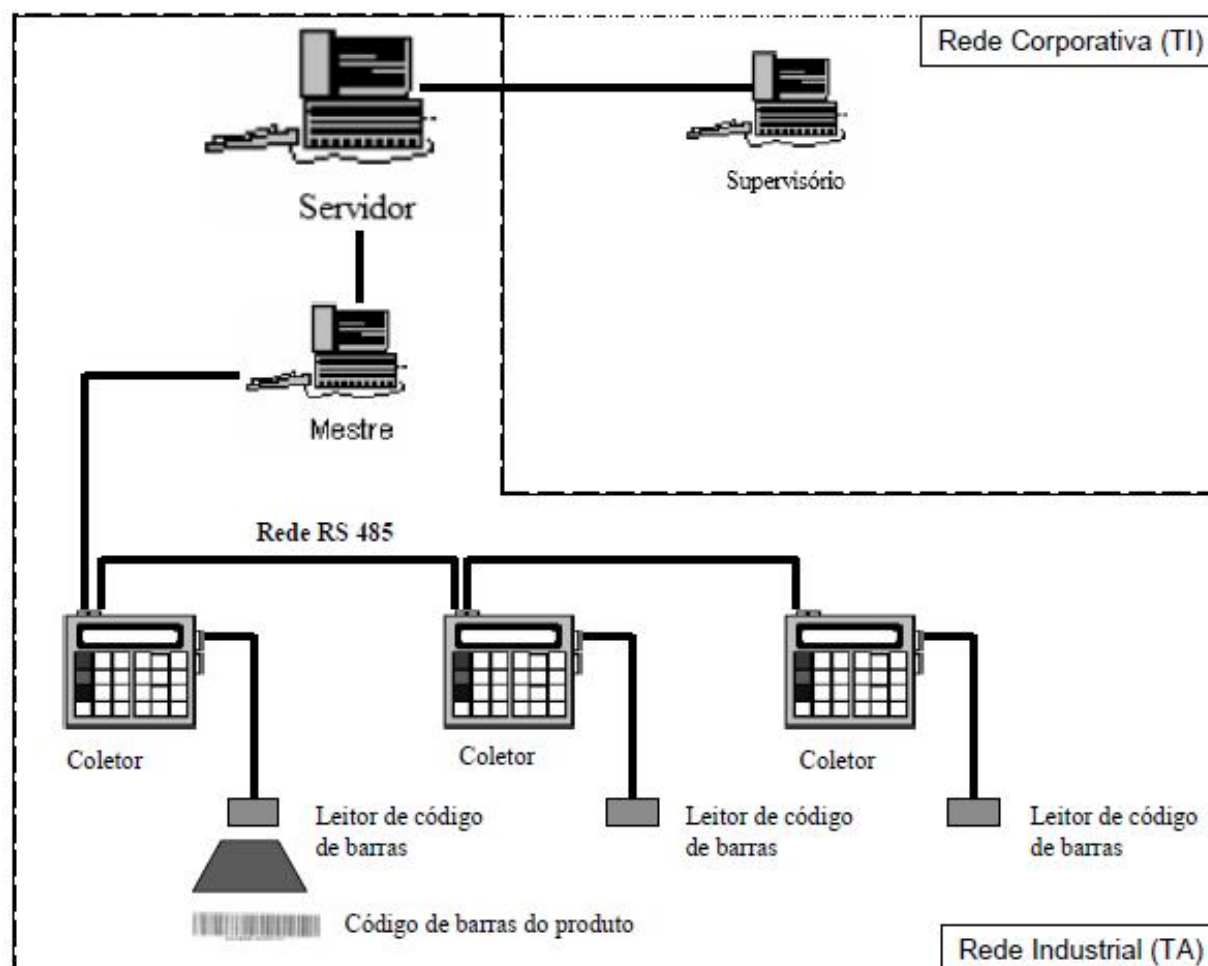 Rede Corporativa (TI)
Supervisório
Servidor
Mestre
Rede RS 485
Coletor
Coletor
Coletor
Leitor de código
de barras
Leitor de código
de barras
Leitor de código
de barras
Código de barras do produto
Rede Industrial (TA)